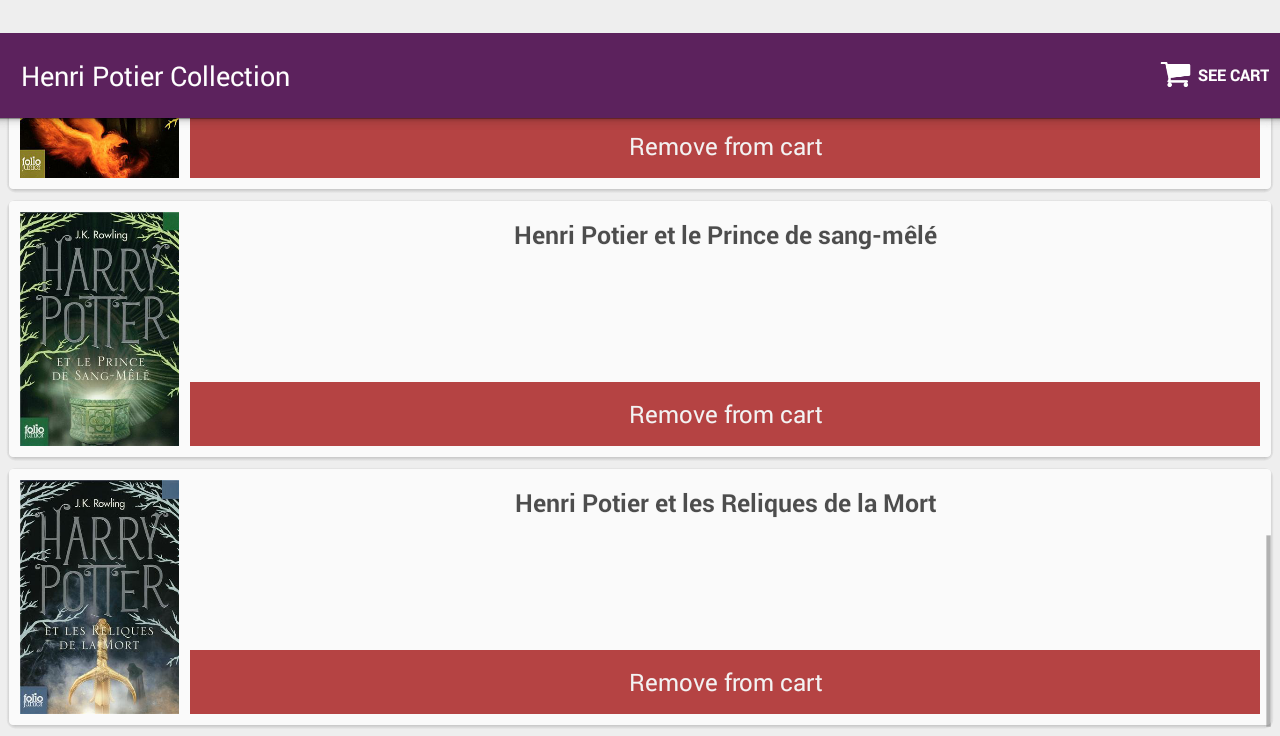 Henri Potier Collection
SEE CART
folio
JUNIOR
Remove from cart
J.K. Rowling
HARRY
POTTER
ET LE PRINCE
DE SANG-MÊLÉ
folio
JUNIOR
Henri Potier et le Prince de sang-mêlé
Remove from cart
J.K. Rowling
HARRY
POTTER
ET LES RELIQUES
DE LA MORT
folio
JUNIOR
Henri Potier et les Reliques de la Mort
Remove from cart